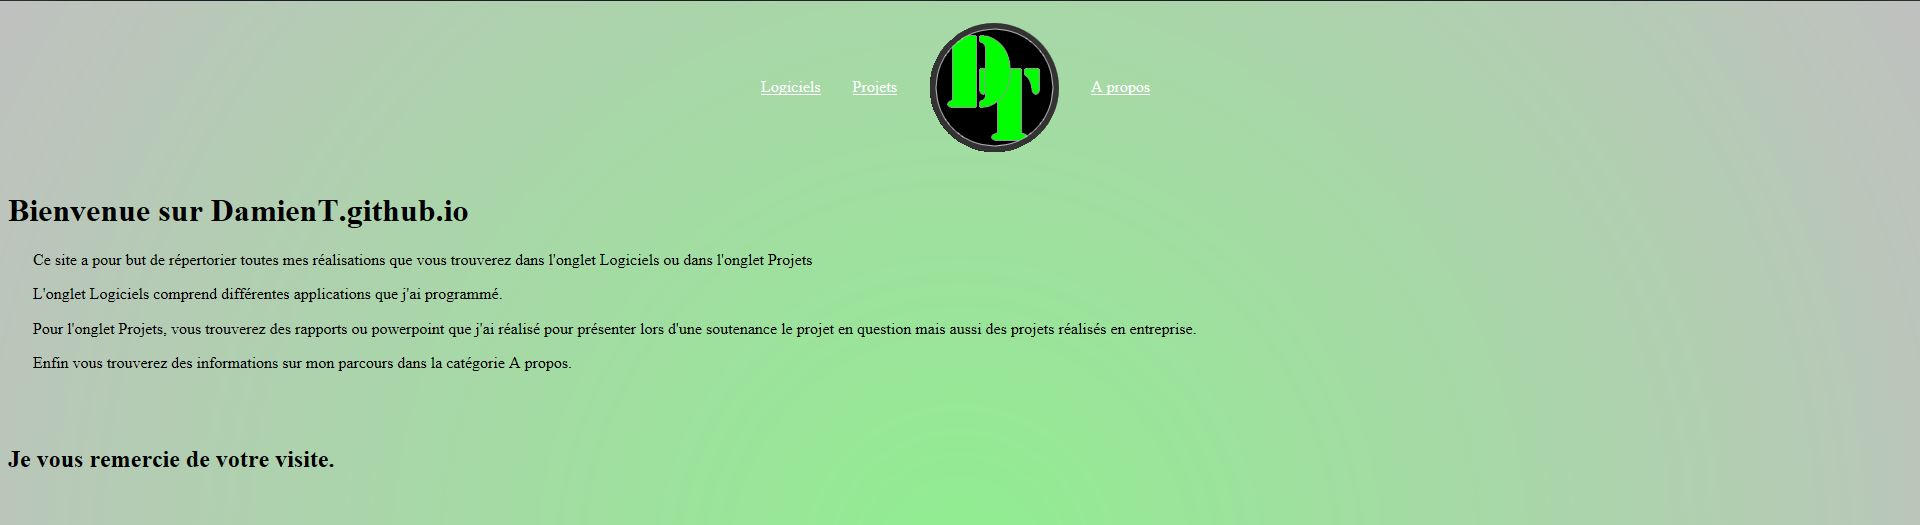 Logiciels Projets DT A propos
Bienvenue sur DamienT.github.io
Ce site a pour but de répertorier toutes mes réalisations que vous trouverez dans l'onglet Logiciels ou dans l'onglet Projets
L'onglet Logiciels comprend différentes applications que j'ai programmé.
Pour l'onglet Projets, vous trouverez des rapports ou powerpoint que j'ai réalisé pour présenter lors d'une soutenance le projet en question mais aussi des projets réalisés en entreprise.
Enfin vous trouverez des informations sur mon parcours dans la catégorie A propos.
Je vous remercie de votre visite.